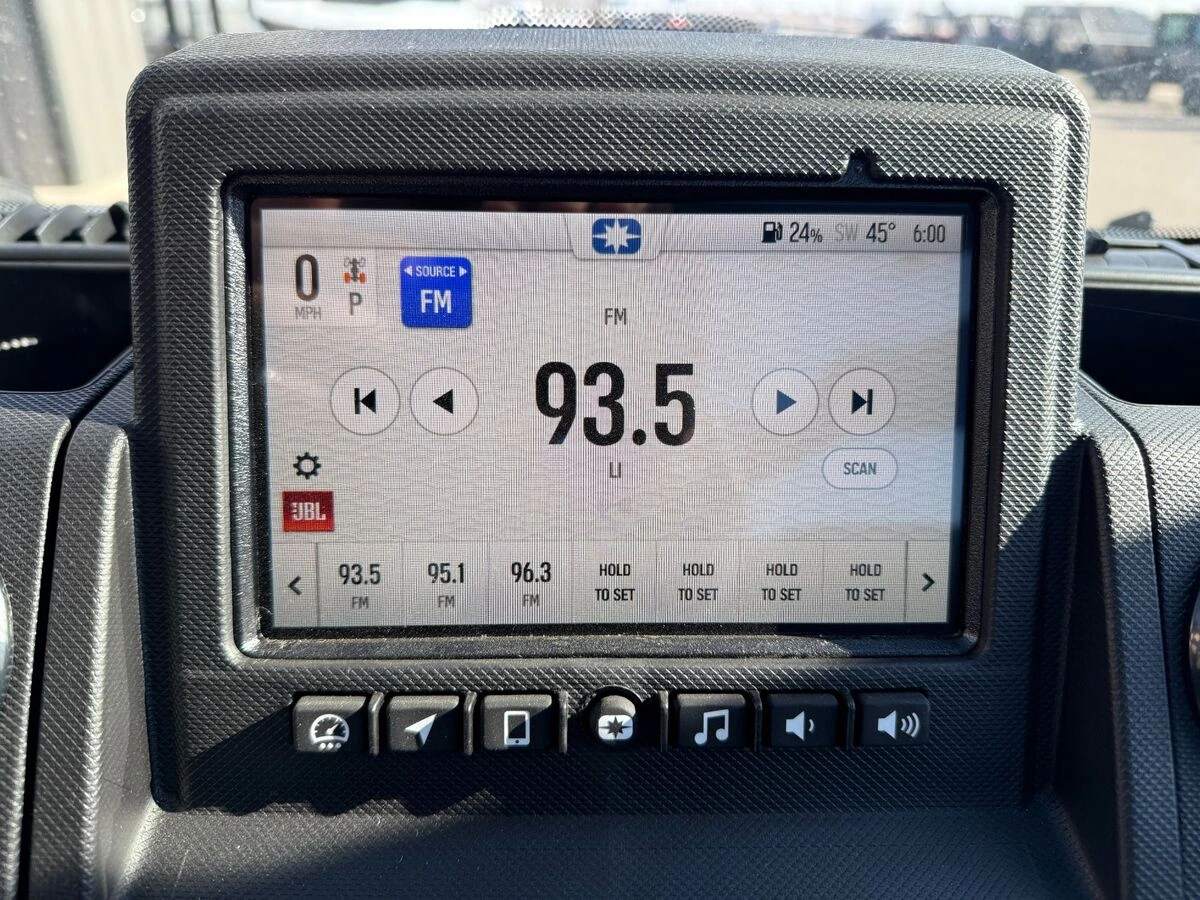 24% SW 45° 6:00
0
MPH
P
SOURCE
FM
FM
93.5
LI
SCAN
JBL
93.5
FM
95.1
FM
96.3
FM
HOLD
TO SET
HOLD
TO SET
HOLD
TO SET
HOLD
TO SET